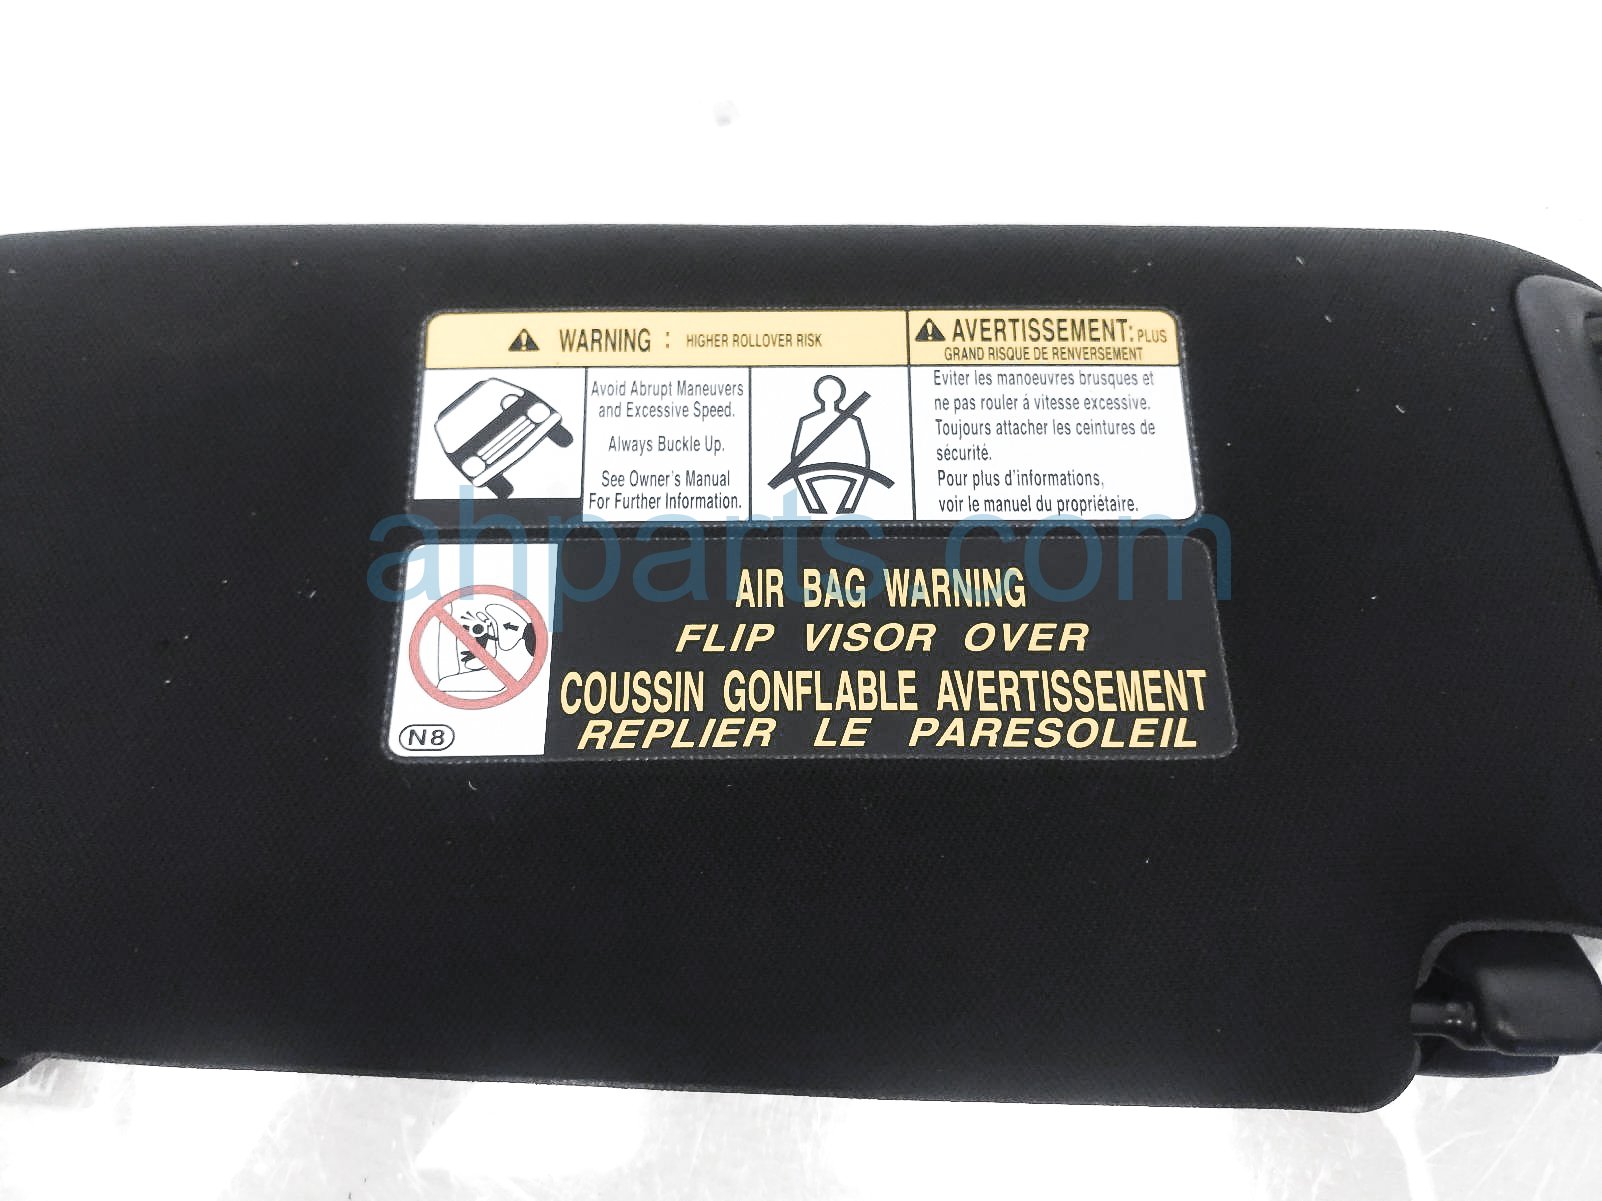 WARNING : HIGHER ROLLOVER RISK
Avoid Abrupt Maneuvers
and Excessive Speed.
Always Buckle Up.
See Owner's Manual
For Further Information.
AVERTISSEMENT: PLUS
GRAND RISQUE DE RENVERSEMENT
Eviter les manoeuvres brusques et
ne pas rouler á vitesse excessive.
Toujours attacher les ceintures de
sécurité.
Pour plus d'informations,
voir le manuel du propriétaire.
ahparts.com
AIR BAG WARNING
FLIP VISOR OVER
COUSSIN GONFLABLE AVERTISSEMENT
REPLIER LE PARESOLEIL
N8